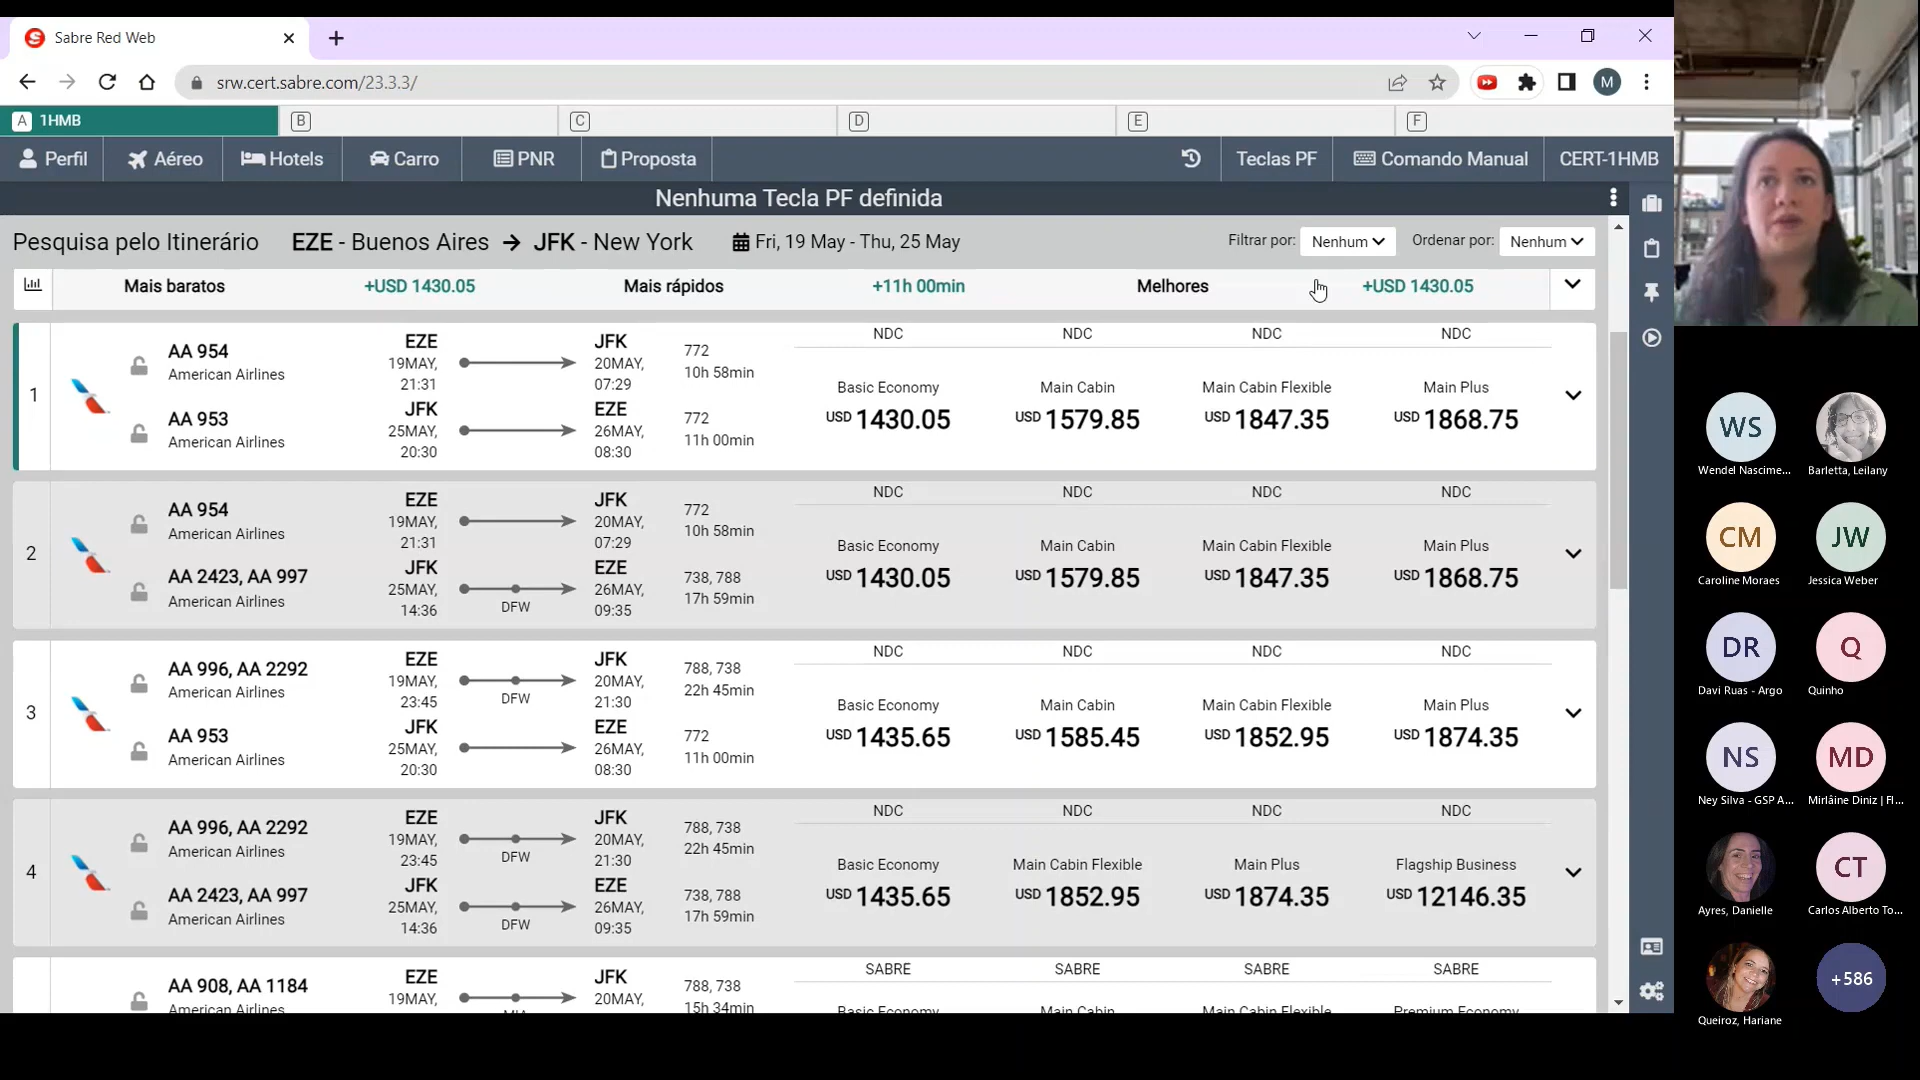 Sabre Red Web
srw.cert.sabre.com/23.3.3/
M
A 1HMB
B
C
D
E
F
Perfil
Aéreo
Hotels
Carro
PNR
Proposta
Teclas PF
Comando Manual
CERT-1HMB
Nenhuma Tecla PF definida
Pesquisa pelo Itinerário EZE - Buenos Aires JFK - New York Fri, 19 May - Thu, 25 May
Filtrar por: Nenhum
Ordenar por: Nenhum
Mais baratos +USD 1430.05 Mais rápidos +11h 00min Melhores +USD 1430.05
1
AA 954
American Airlines
EZE
19MAY,
21:31
JFK
20MAY,
07:29
772
10h 58min
AA 953
American Airlines
JFK
25MAY,
20:30
EZE
26MAY,
08:30
772
11h 00min
NDC NDC NDC NDC
Basic Economy Main Cabin Main Cabin Flexible Main Plus
USD 1430.05 USD 1579.85 USD 1847.35 USD 1868.75
2
AA 954
American Airlines
EZE
19MAY,
21:31
JFK
20MAY,
07:29
772
10h 58min
AA 2423, AA 997
American Airlines
JFK
25MAY,
14:36
DFW
EZE
26MAY,
09:35
738, 788
17h 59min
NDC NDC NDC NDC
Basic Economy Main Cabin Main Cabin Flexible Main Plus
USD 1430.05 USD 1579.85 USD 1847.35 USD 1868.75
3
AA 996, AA 2292
American Airlines
EZE
19MAY,
23:45
DFW
JFK
20MAY,
21:30
788, 738
22h 45min
AA 953
American Airlines
JFK
25MAY,
20:30
EZE
26MAY,
08:30
772
11h 00min
NDC NDC NDC NDC
Basic Economy Main Cabin Main Cabin Flexible Main Plus
USD 1435.65 USD 1585.45 USD 1852.95 USD 1874.35
4
AA 996, AA 2292
American Airlines
EZE
19MAY,
23:45
DFW
JFK
20MAY,
21:30
788, 738
22h 45min
AA 2423, AA 997
American Airlines
JFK
25MAY,
14:36
DFW
EZE
26MAY,
09:35
738, 788
17h 59min
NDC NDC NDC NDC
Basic Economy Main Cabin Flexible Main Plus Flagship Business
USD 1435.65 USD 1852.95 USD 1874.35 USD 12146.35
AA 908, AA 1184
American Airlines
EZE
19MAY,
MIA
JFK
20MAY,
788, 738
15h 34min
SABRE SABRE SABRE SABRE
Basic Economy Main Cabin Main Cabin Flexible Premium Economy
WS
Wendel Nascime...
Barletta, Leilany
CM
Caroline Moraes
JW
Jessica Weber
DR
Davi Ruas - Argo
Q
Quinho
NS
Ney Silva - GSP A...
MD
Mirláine Diniz | Fl...
Ayres, Danielle
CT
Carlos Alberto To...
Queiroz, Hariane
+586